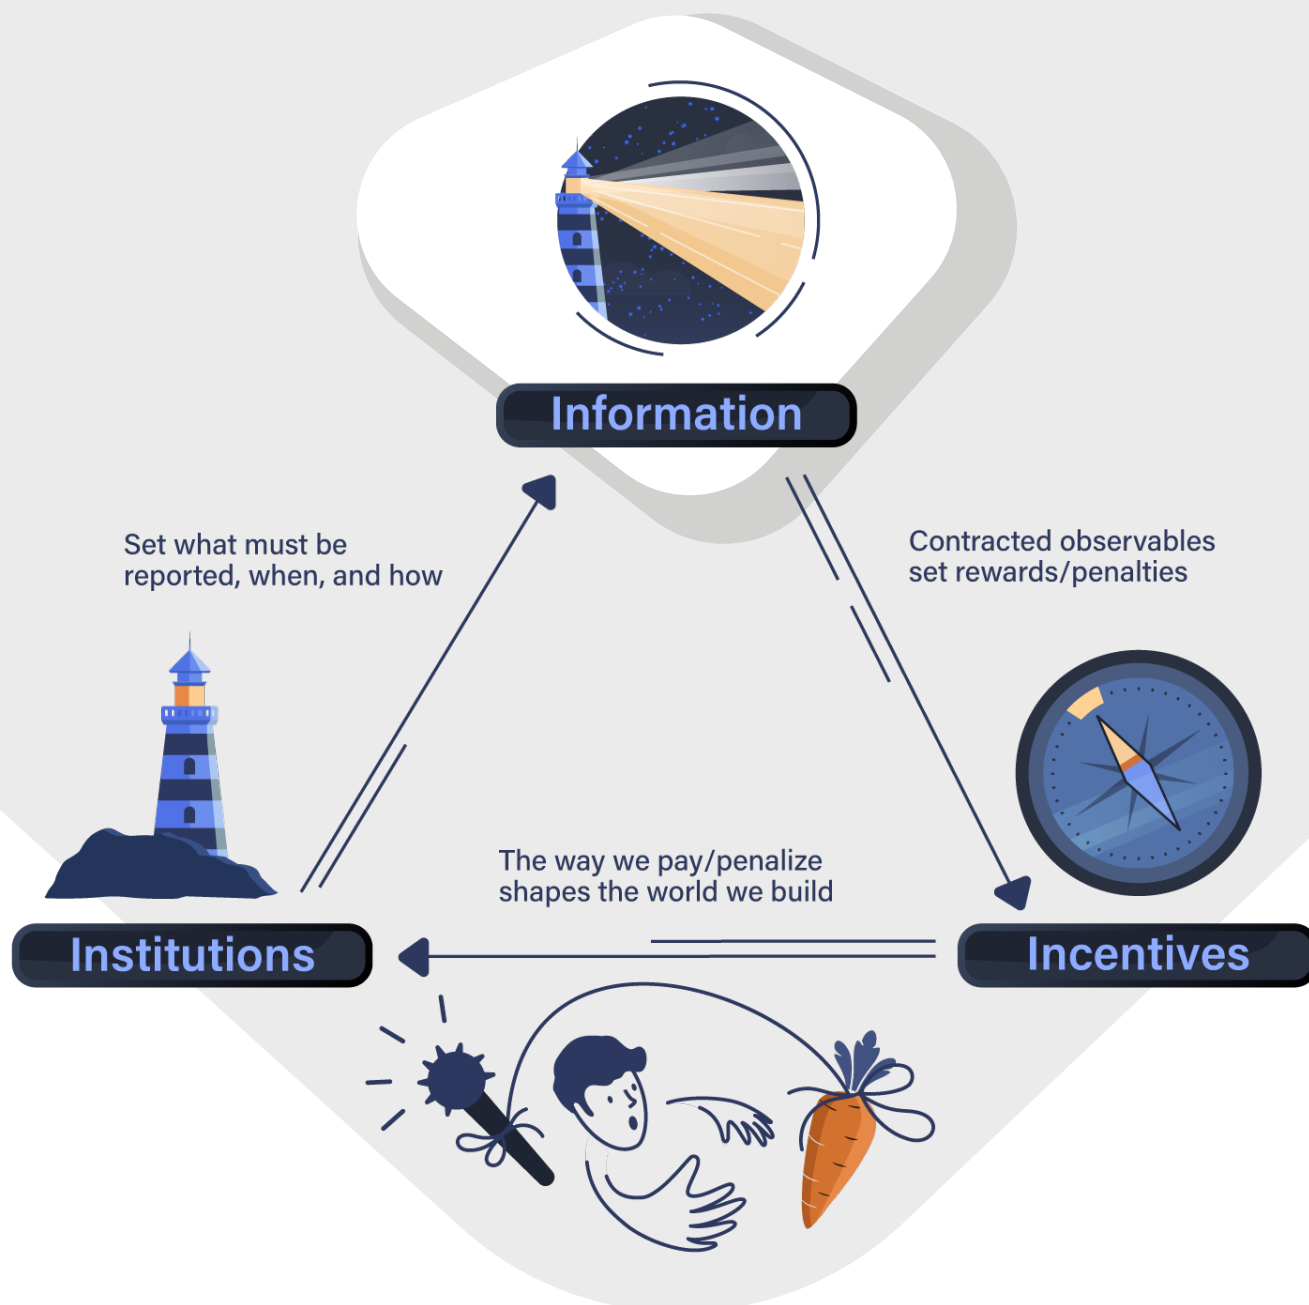 Information
Set what must be
reported, when, and how
Contracted observables
set rewards/penalties
The way we pay/penalize
shapes the world we build
Institutions
Incentives